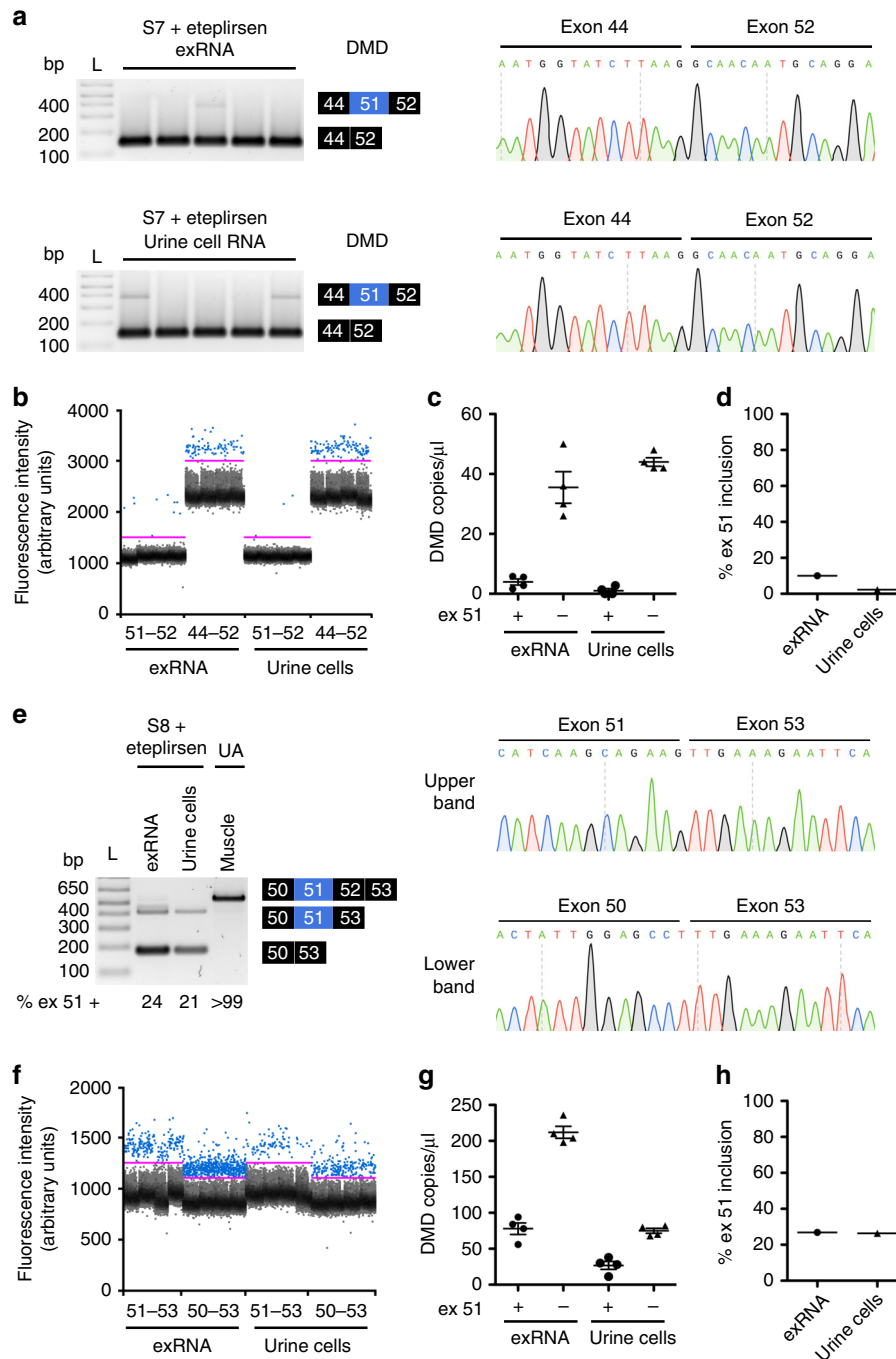 a
S7 + eteplirsen
exRNA
DMD
bp
L
400
200
100
44 51 52
44 52
Exon 44
Exon 52
A A T G G T A T C T T A A G G C A A C A A T G C A G G A
S7 + eteplirsen
Urine cell RNA
DMD
bp
L
400
200
100
44 51 52
44 52
Exon 44
Exon 52
A A T G G T A T C T T A A G G C A A C A A T G C A G G A
b
Fluorescence intensity
(arbitrary units)
4000
3000
2000
1000
0
51–52 44–52 51–52 44–52
exRNA
Urine cells
c
DMD copies/μl
60
40
20
0
ex 51 + – + –
exRNA
Urine cells
d
% ex 51 inclusion
100
80
60
40
20
0
exRNA
Urine cells
e
S8 +
eteplirsen
UA
bp
L
exRNA
Urine cells
Muscle
650
400
300
200
100
50 51 52 53
50 51 53
50 53
% ex 51 + 24 21 >99
Exon 51
Exon 53
C A T C A A G C A G A A G T T G A A A G A A T T C A
Upper
band
Exon 50
Exon 53
A C T A T T G G A G C C T T T G A A A G A A T T C A
Lower
band
f
Fluorescence intensity
(arbitrary units)
2000
1500
1000
500
0
51–53 50–53 51–53 50–53
exRNA
Urine cells
g
DMD copies/μl
250
200
150
100
50
0
ex 51 + – + –
exRNA
Urine cells
h
% ex 51 inclusion
100
80
60
40
20
0
exRNA
Urine cells